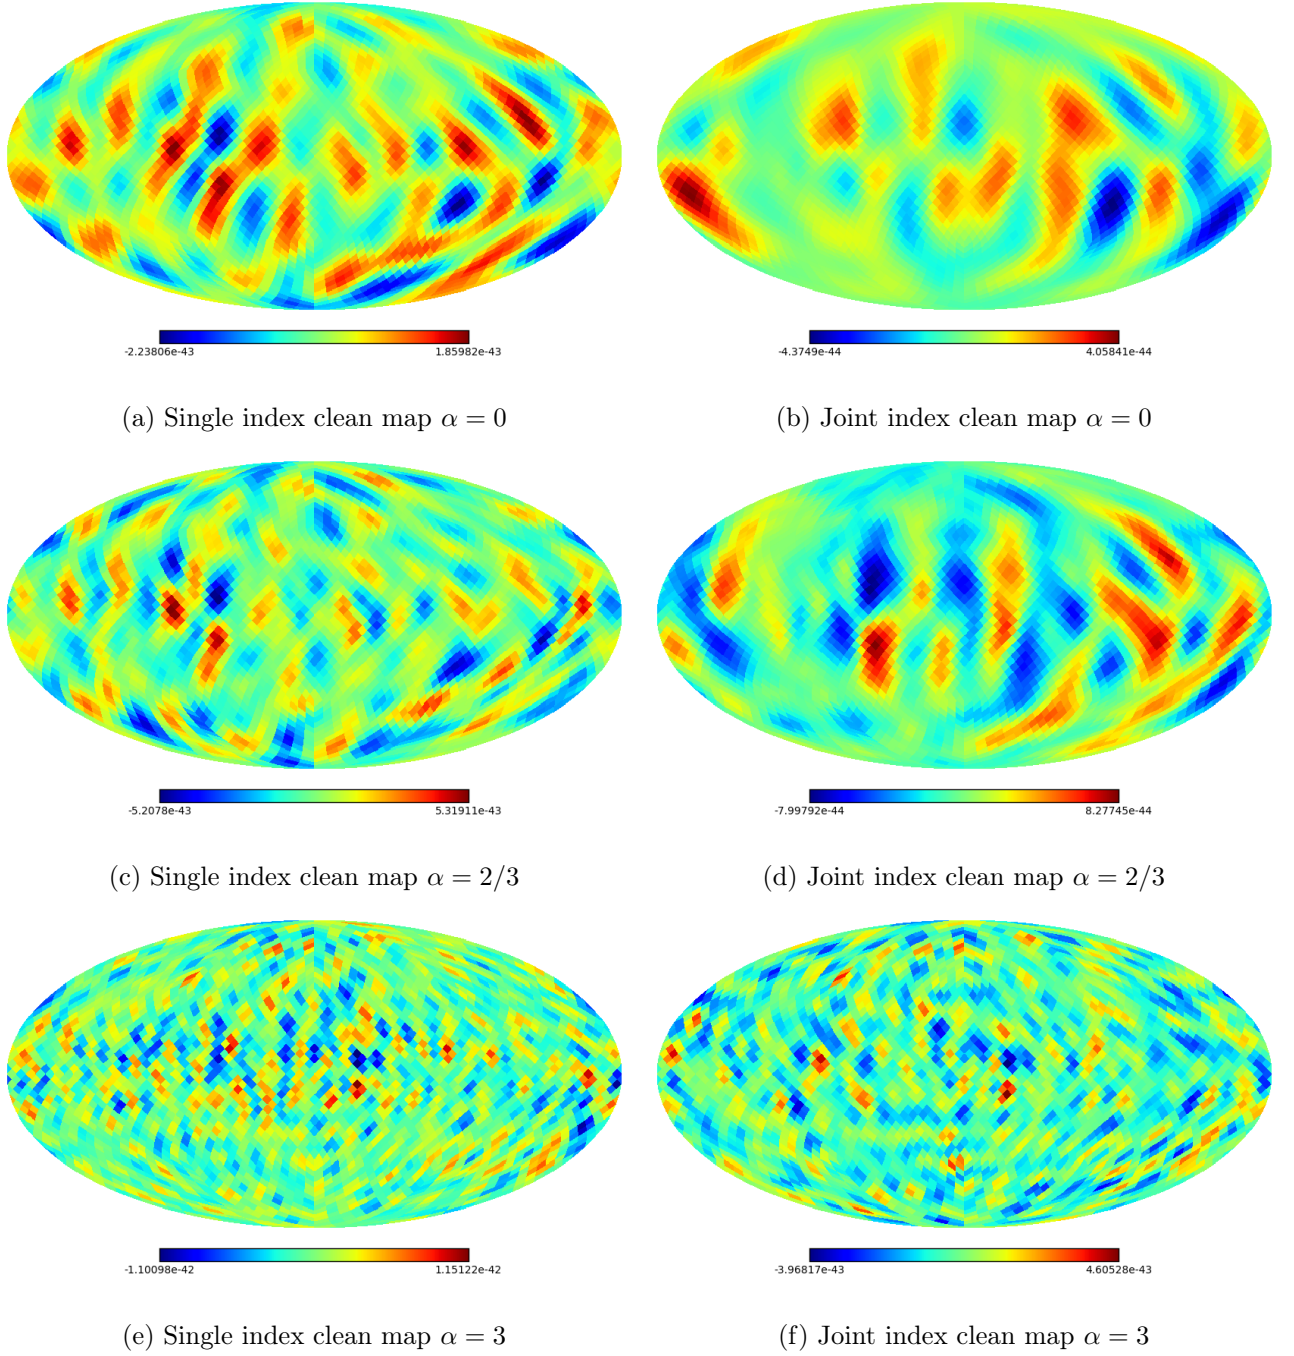 -2.23806e-43 1.85982e-43 -4.3749e-44 4.05841e-44
(a) Single index clean map α = 0 (b) Joint index clean map α = 0
-5.2078e-43 5.31911e-43 -7.99792e-44 8.27745e-44
(c) Single index clean map α = 2/3 (d) Joint index clean map α = 2/3
-1.10098e-42 1.15122e-42 -3.96817e-43 4.60528e-43
(e) Single index clean map α = 3 (f) Joint index clean map α = 3